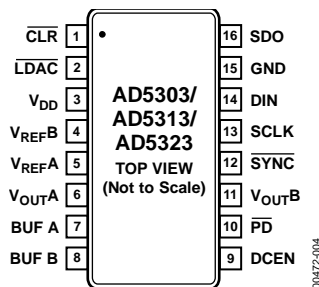 CLR 1
LDAC 2
VDD 3
VREFB 4
VREFA 5
VOUTA 6
BUF A 7
BUF B 8
AD5303/
AD5313/
AD5323
TOP VIEW
(Not to Scale)
16 SDO
15 GND
14 DIN
13 SCLK
12 SYNC
11 VOUTB
10 PD
9 DCEN
00472-004